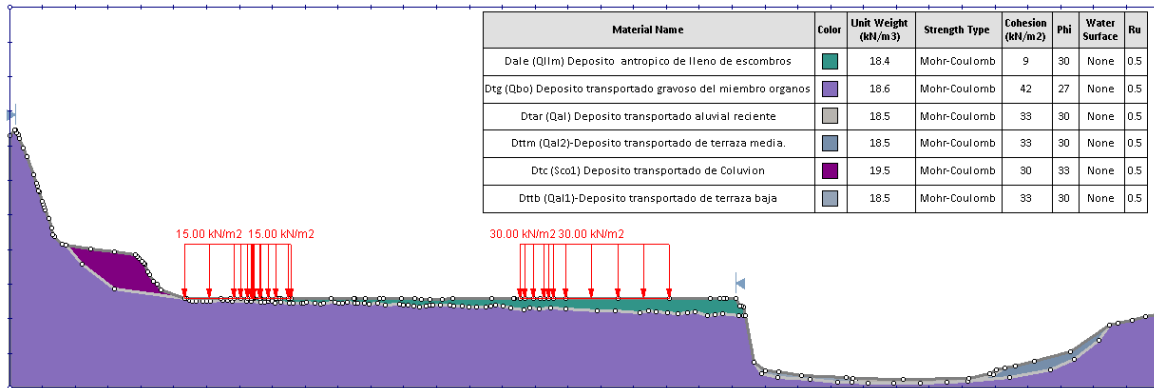 Material Name Color Unit Weight (kN/m3) Strength Type Cohesion (kN/m2) Phi Water Surface Ru
Dale (Qllm) Deposito antropico de lleno de escombros 18.4 Mohr-Coulomb 9 30 None 0.5
Dtg (Qbo) Deposito transportado gravoso del miembro organos 18.6 Mohr-Coulomb 42 27 None 0.5
Dtar (Qal) Deposito transportado aluvial reciente 18.5 Mohr-Coulomb 33 30 None 0.5
Dttm (Qal2)-Deposito transportado de terraza media. 18.5 Mohr-Coulomb 33 30 None 0.5
Dtc (Sco1) Deposito transportado de Coluvion 19.5 Mohr-Coulomb 30 33 None 0.5
Dttb (Qal1)-Deposito transportado de terraza baja 18.5 Mohr-Coulomb 33 30 None 0.5
15.00 kN/m2 15.00 kN/m2 30.00 kN/m2 30.00 kN/m2